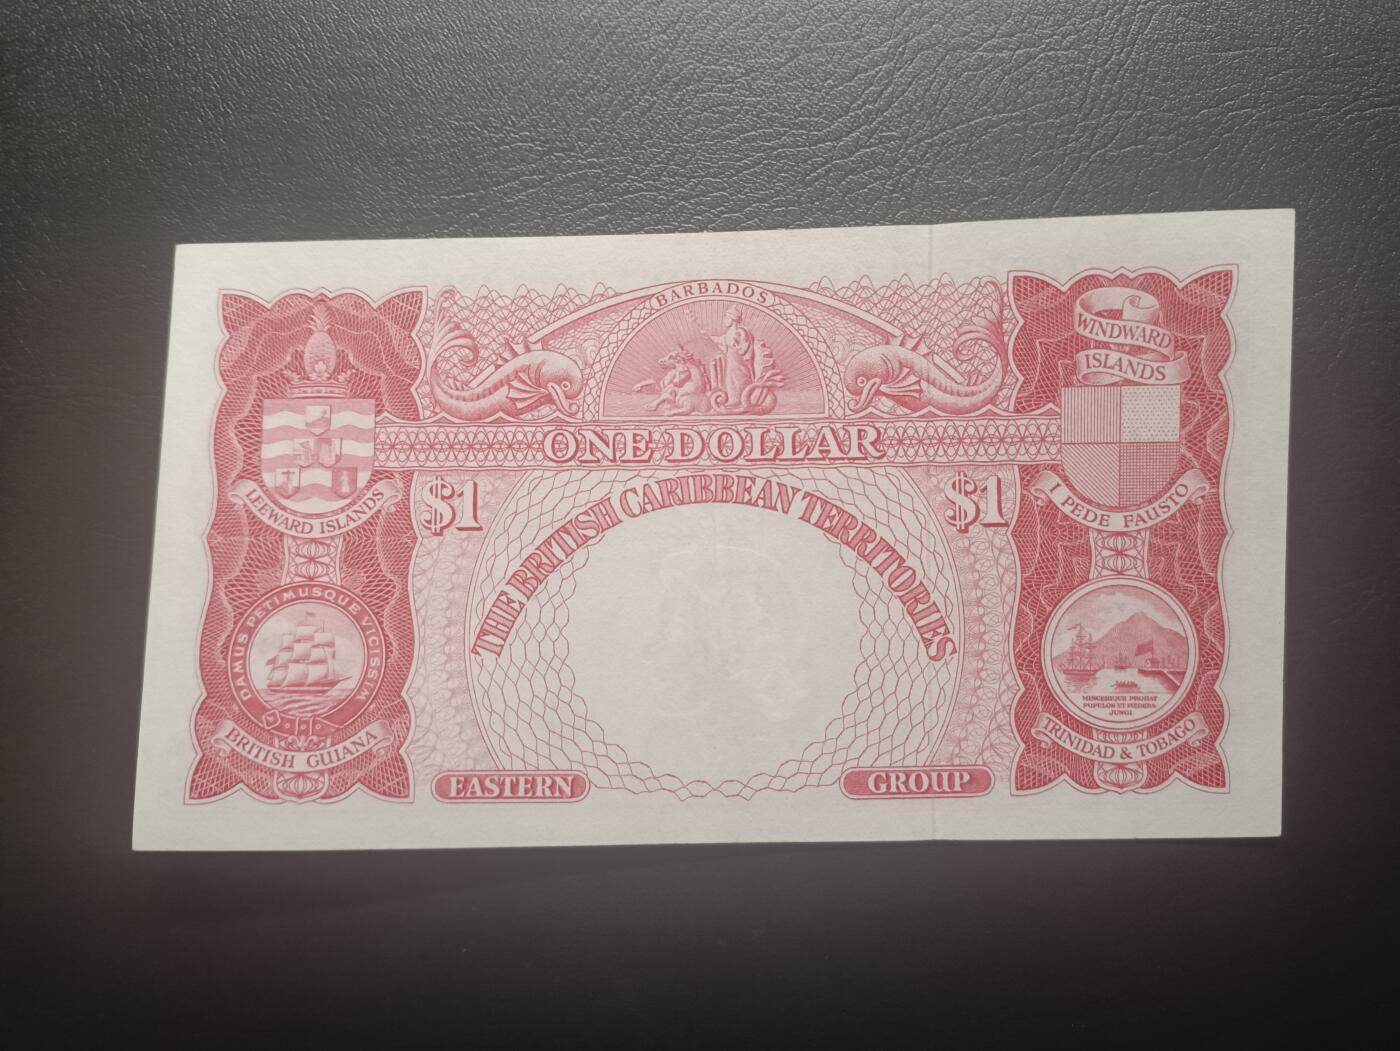 BARBADOS
WINDWARD
ISLANDS
ONE DOLLAR
LEEWARD ISLANDS
I PEDE FAUSTO
$1
$1
THE BRITISH CARIBBEAN TERRITORIES
DAMUS PETIMUSQUE VICISSIM
BRITISH GUIANA
MISCERIQUE PROBAT
POPULOS ET FŒDERA
JUNGI
TRINIDAD & TOBAGO
EASTERN
GROUP